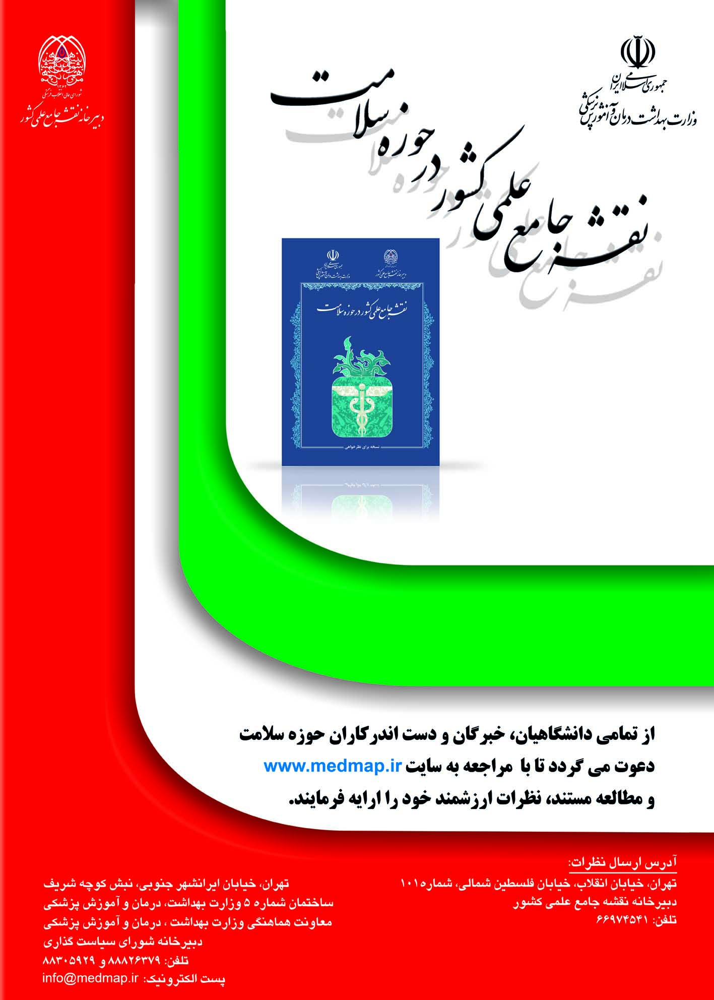 جمهوری اسلامی ایران
وزارت بهداشت درمان و آموزش پزشکی
۱۳۶۲
شورای عالی انقلاب فرهنگی
دبیرخانه نقشه جامع علمی کشور
نقشه جامع علمی کشور در حوزه سلامت
جمهوری اسلامی ایران
وزارت بهداشت درمان و آموزش پزشکی
دبیرخانه نقشه جامع علمی کشور
نقشه جامع علمی کشور در حوزه سلامت
نسخه برای نظرخواهی
از تمامی دانشگاهیان، خبرگان و دست اندرکاران حوزه سلامت
دعوت می گردد تا با مراجعه به سایت www.medmap.ir
و مطالعه مستند، نظرات ارزشمند خود را ارایه فرمایند.
آدرس ارسال نظرات:
تهران، خیابان انقلاب، خیابان فلسطین شمالی، شماره ۱۰۱
دبیرخانه نقشه جامع علمی کشور
تلفن: ۶۶۹۷۴۵۴۱
تهران، خیابان ایرانشهر جنوبی، نبش کوچه شریف
ساختمان شماره ۵ وزارت بهداشت، درمان و آموزش پزشکی
معاونت هماهنگی وزارت بهداشت ، درمان و آموزش پزشکی
دبیرخانه شورای سیاست گذاری
تلفن: ۸۸۸۲۶۳۷۹ و ۸۸۳۰۵۹۲۹
پست الکترونیک: info@medmap.ir